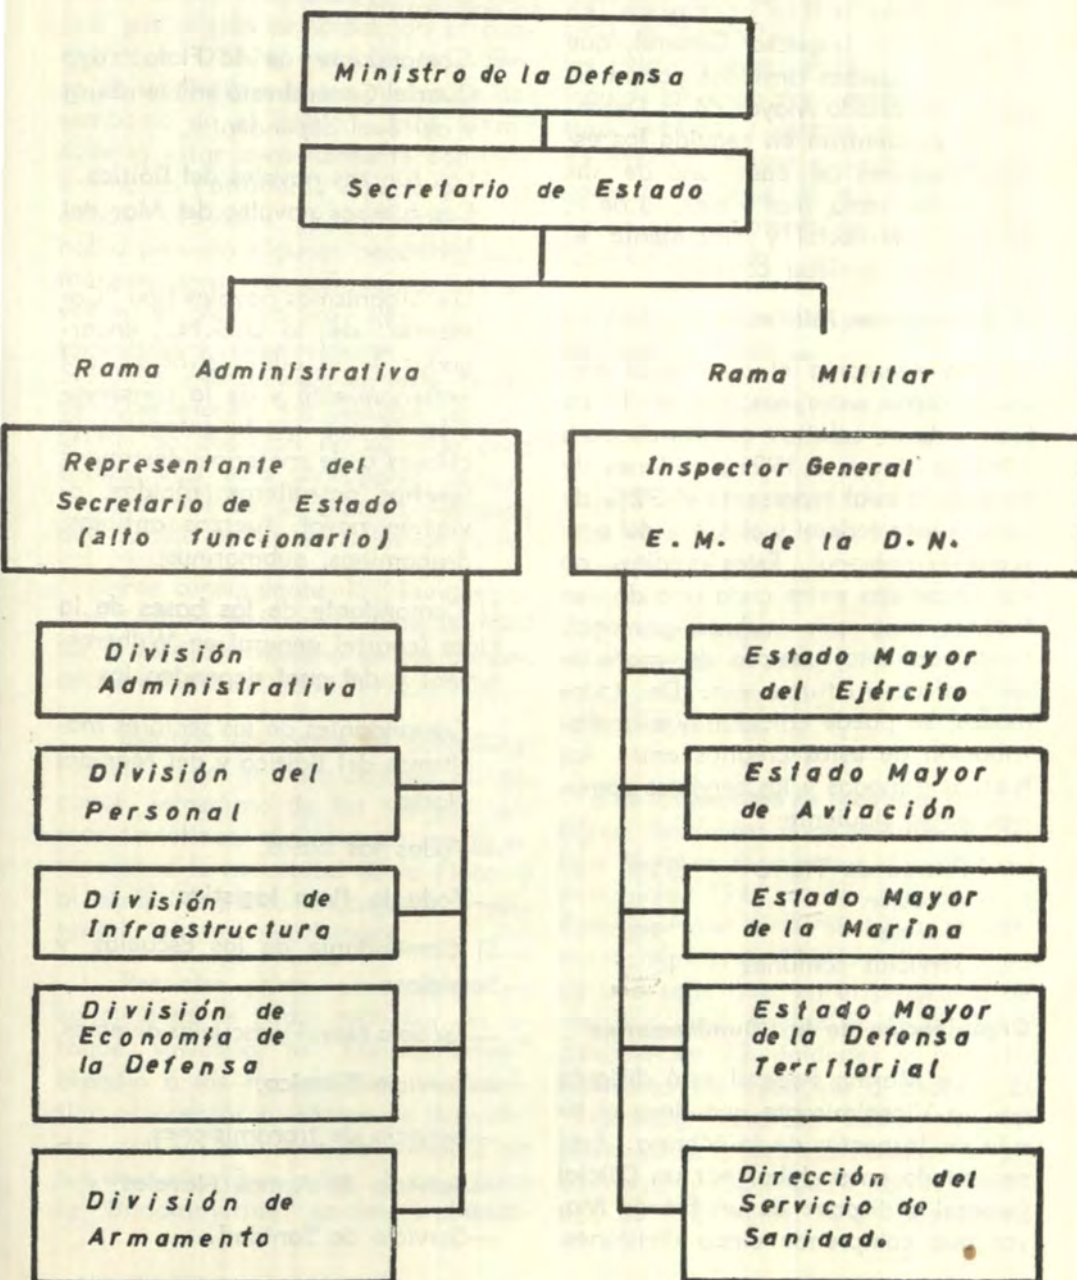 Ministro de la Defensa
Secretario de Estado
Rama Administrativa
Rama Militar
Representante del
Secretario de Estado
(alto funcionario)
Inspector General
E. M. de la D. N.
División
Administrativa
División del
Personal
División de
Infraestructura
División de
Economía de
la Defensa
División de
Armamento
Estado Mayor
del Ejército
Estado Mayor
de Aviación
Estado Mayor
de la Marina
Estado Mayor
de la Defensa
Territorial
Dirección del
Servicio de
Sanidad.